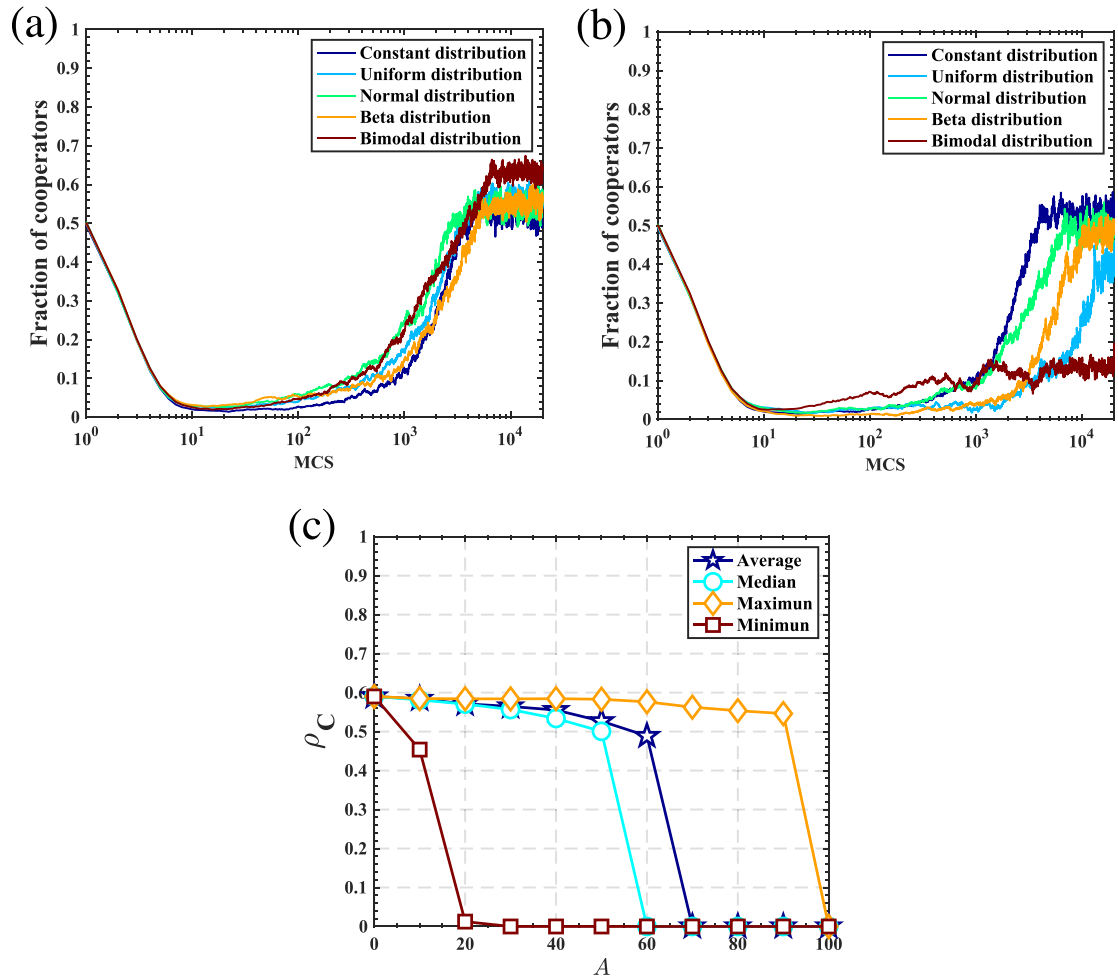 (a)
1
0.9
0.8
0.7
0.6
0.5
0.4
0.3
0.2
0.1
0
Fraction of cooperators
Constant distribution
Uniform distribution
Normal distribution
Beta distribution
Bimodal distribution
10^0
10^1
10^2
10^3
10^4
MCS
(b)
1
0.9
0.8
0.7
0.6
0.5
0.4
0.3
0.2
0.1
0
Fraction of cooperators
Constant distribution
Uniform distribution
Normal distribution
Beta distribution
Bimodal distribution
10^0
10^1
10^2
10^3
10^4
MCS
(c)
1
0.9
0.8
0.7
0.6
0.5
0.4
0.3
0.2
0.1
0
ρ_C
Average
Median
Maximun
Minimun
0
20
40
60
80
100
A